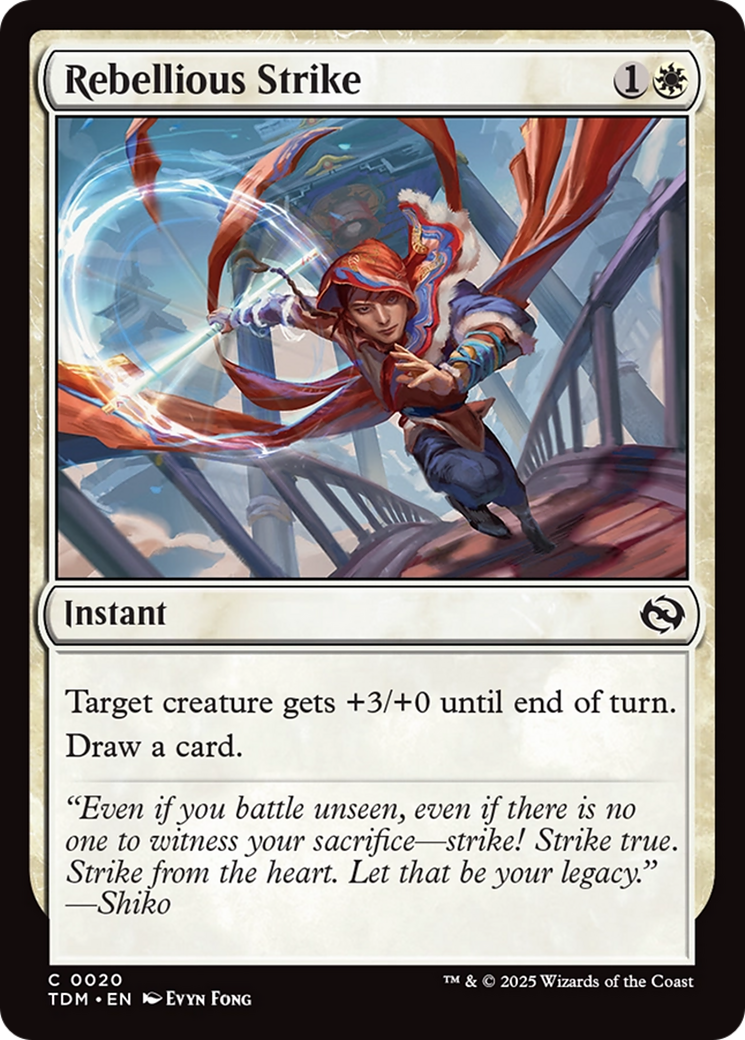 Rebellious Strike
1
Instant
Target creature gets +3/+0 until end of turn.
Draw a card.
“Even if you battle unseen, even if there is no
one to witness your sacrifice—strike! Strike true.
Strike from the heart. Let that be your legacy.”
—Shiko
C 0020
™ & © 2025 Wizards of the Coast
TDM • EN Evyn Fong